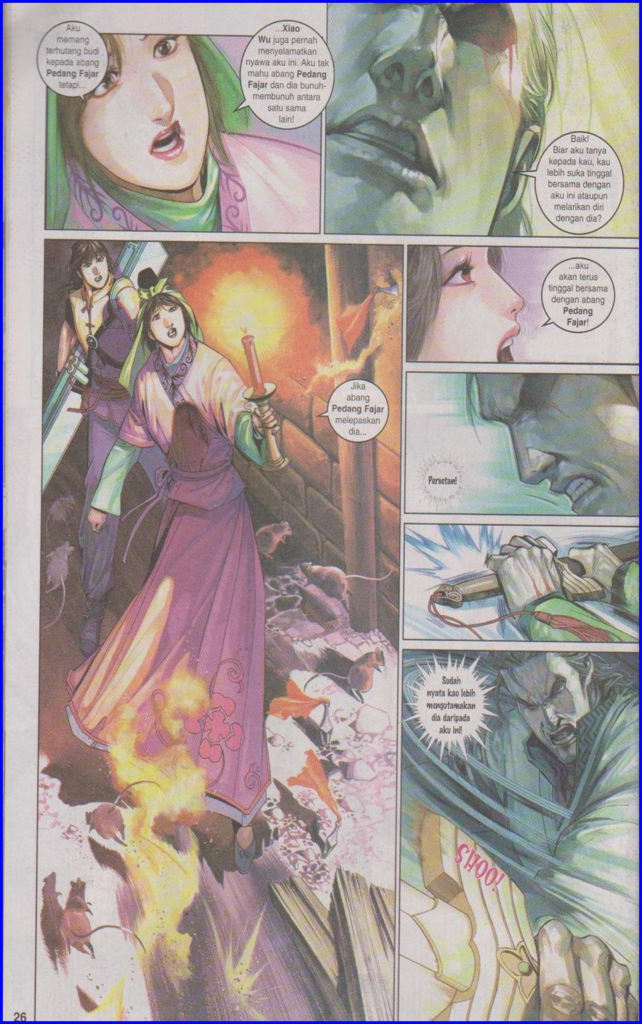 Aku
memang
terhutang budi
kepada abang
Pedang Fajar
tetapi...
...Xiao
Wu juga pernah
menyelamatkan
nyawa aku ini. Aku tak
mahu abang Pedang
Fajar dan dia bunuh-
membunuh antara
satu sama
lain!
Baik!
Biar aku tanya
kepada kau, kau
lebih suka tinggal
bersama dengan
aku ini ataupun
melarikan diri
dengan dia?
Jika
abang
Pedang Fajar
melepaskan
dia...
...aku
akan terus
tinggal bersama
dengan abang
Pedang
Fajar!
Persetan!
Sudah
nyata kau lebih
mengutamakan
dia daripada
aku ini!
SHOO!
26